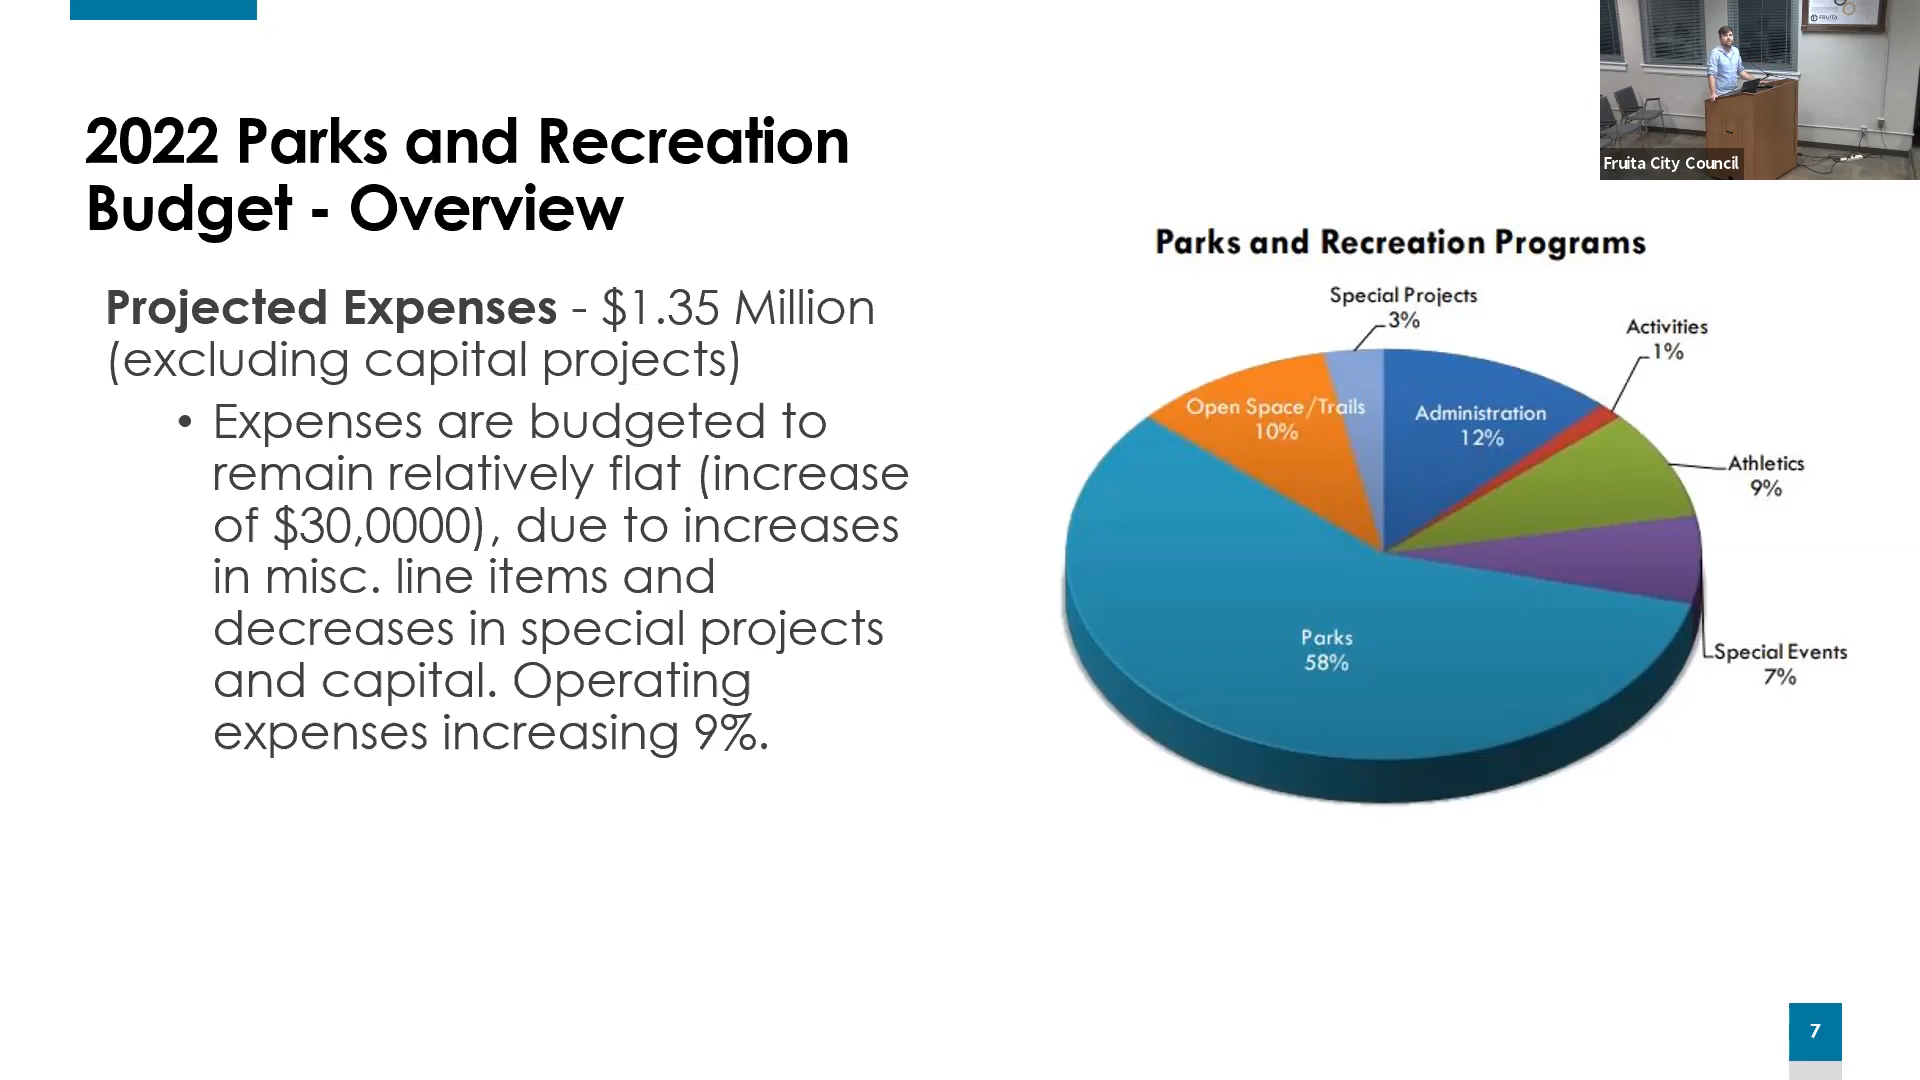 2022 Parks and Recreation
Budget - Overview
Projected Expenses - $1.35 Million
(excluding capital projects)
• Expenses are budgeted to
remain relatively flat (increase
of $30,0000), due to increases
in misc. line items and
decreases in special projects
and capital. Operating
expenses increasing 9%.
FRUITA
Fruita City Council
Parks and Recreation Programs
Special Projects
3%
Activities
1%
Open Space/Trails
10%
Administration
12%
Athletics
9%
Parks
58%
Special Events
7%
7